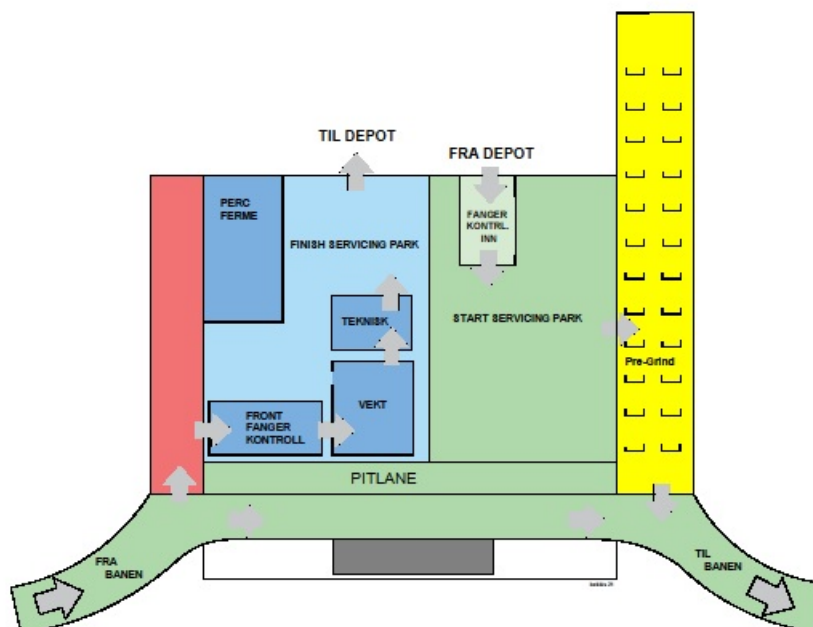 TIL DEPOT
FRA DEPOT
PERC
FERME
FANGER
KONTRL.
INN
FINISH SERVICING PARK
TEKNISK
START SERVICING PARK
Pre-Grind
VEKT
FRONT
FANGER
KONTROLL
PITLANE
FRA
BANEN
TIL
BANEN